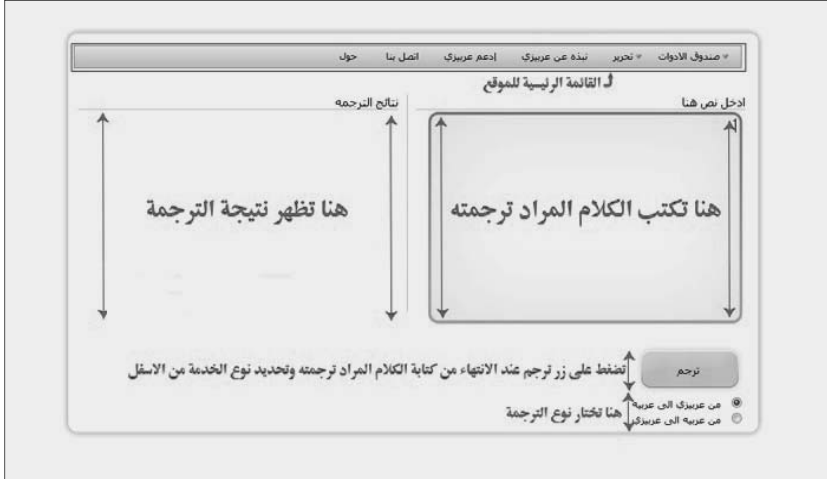 صندوق الادوات تحرير نبذه عن عربيزي إدعم عربيزي اتصل بنا حول
القائمة الرئيسية للموقع
ادخل نص هنا
نتائج الترجمه
هنا تكتب الكلام المراد ترجمته
هنا تظهر نتيجة الترجمة
ترجم
تضغط على زر ترجم عند الانتهاء من كتابة الكلام المراد ترجمته وتحديد نوع الخدمة من الاسفل
من عربيزي الى عربيه
من عربيه الى عربيزي
هنا تختار نوع الترجمة